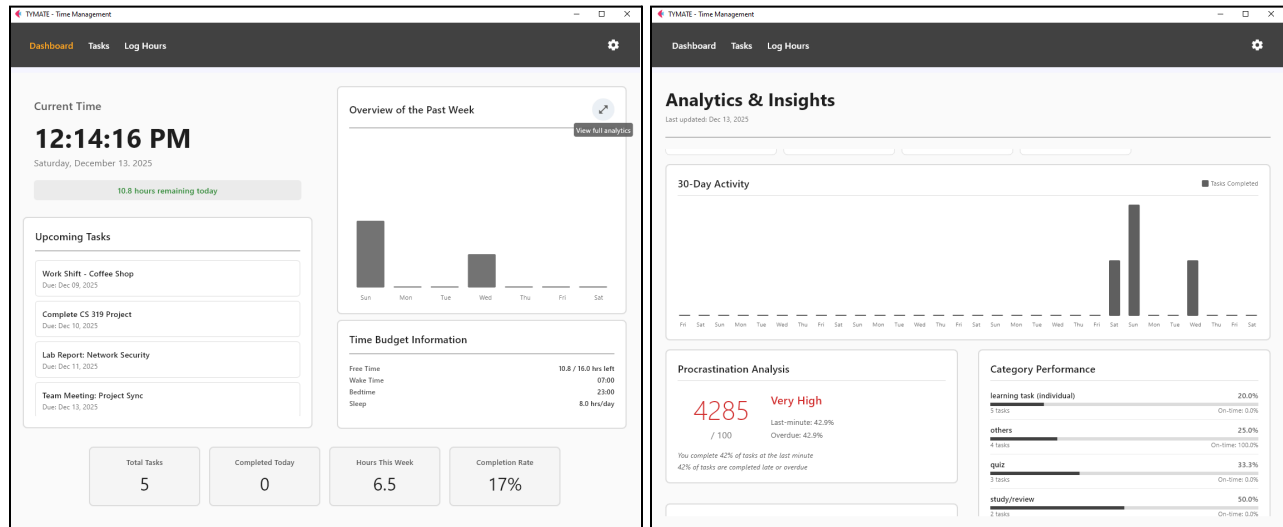 TYMATE - Time Management
Dashboard Tasks Log Hours
Current Time
12:14:16 PM
Saturday, December 13, 2025
10.8 hours remaining today
Upcoming Tasks
Work Shift - Coffee Shop
Due: Dec 09, 2025
Complete CS 319 Project
Due: Dec 10, 2025
Lab Report: Network Security
Due: Dec 11, 2025
Team Meeting: Project Sync
Due: Dec 13, 2025
Overview of the Past Week
View full analytics
Sun Mon Tue Wed Thu Fri Sat
Time Budget Information
Free Time 10.8 / 16.0 hrs left
Wake Time 07:00
Bedtime 23:00
Sleep 8.0 hrs/day
Total Tasks
5
Completed Today
0
Hours This Week
6.5
Completion Rate
17%
TYMATE - Time Management
Dashboard Tasks Log Hours
Analytics & Insights
Last updated: Dec 13, 2025
30-Day Activity
Tasks Completed
Fri Sat Sun Mon Tue Wed Thu Fri Sat Sun Mon Tue Wed Thu Fri Sat Sun Mon Tue Wed Thu Fri Sat Sun Mon Tue Wed Thu Fri Sat
Procrastination Analysis
4285
/ 100
Very High
Last-minute: 42.9%
Overdue: 42.9%
You complete 42% of tasks at the last minute
42% of tasks are completed late or overdue
Category Performance
learning task (individual) 20.0%
5 tasks On-time: 0.0%
others 25.0%
4 tasks On-time: 100.0%
quiz 33.3%
3 tasks On-time: 0.0%
study/review 50.0%
2 tasks On-time: 0.0%